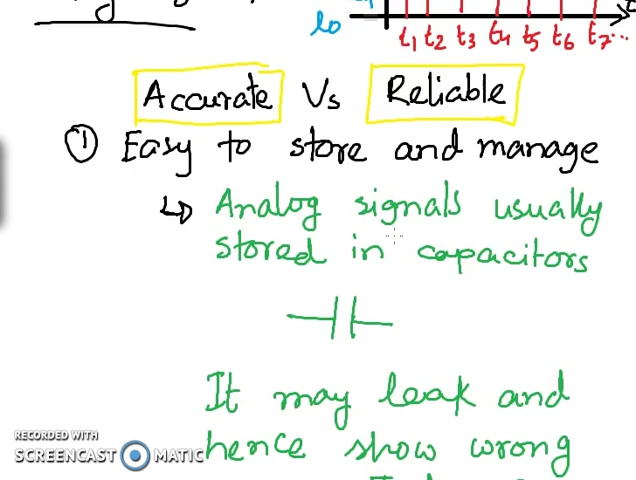 lo
t1 t2 t3 t4 t5 t6 t7...
Accurate Vs Reliable
① Easy to store and manage
↳ Analog signals usually
stored in capacitors
It may leak and
hence show wrong
RECORDED WITH
SCREENCAST MATIC